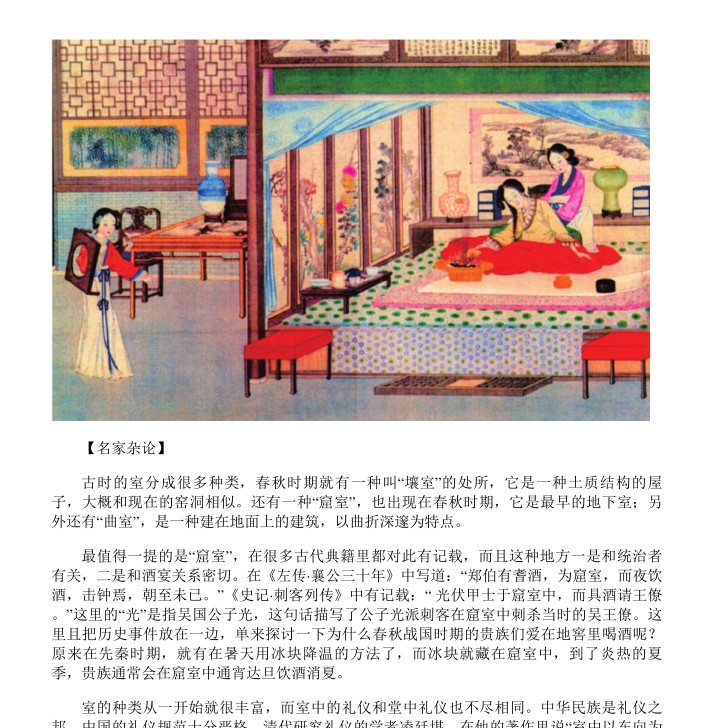 【名家杂论】
古时的室分成很多种类，春秋时期就有一种叫“壤室”的处所，它是一种土质结构的屋
子，大概和现在的窑洞相似。还有一种“窟室”，也出现在春秋时期，它是最早的地下室；另
外还有“曲室”，是一种建在地面上的建筑，以曲折深邃为特点。
最值得一提的是“窟室”，在很多古代典籍里都对此有记载，而且这种地方一是和统治者
有关，二是和酒宴关系密切。在《左传·襄公三十年》中写道：“郑伯有耆酒，为窟室，而夜饮
酒，击钟焉，朝至未已。”《史记·刺客列传》中有记载：“ 光伏甲士于窟室中，而具酒请王僚
。”这里的“光”是指吴国公子光，这句话描写了公子光派刺客在窟室中刺杀当时的吴王僚。这
里且把历史事件放在一边，单来探讨一下为什么春秋战国时期的贵族们爱在地窖里喝酒呢？
原来在先秦时期，就有在暑天用冰块降温的方法了，而冰块就藏在窟室中，到了炎热的夏
季，贵族通常会在窟室中通宵达旦饮酒消夏。
室的种类从一开始就很丰富，而室中的礼仪和堂中礼仪也不尽相同。中华民族是礼仪之
邦，中国的礼仪规范十分严格，清代研究礼仪的学者凌廷堪，在他的著作里说“室中以东向为